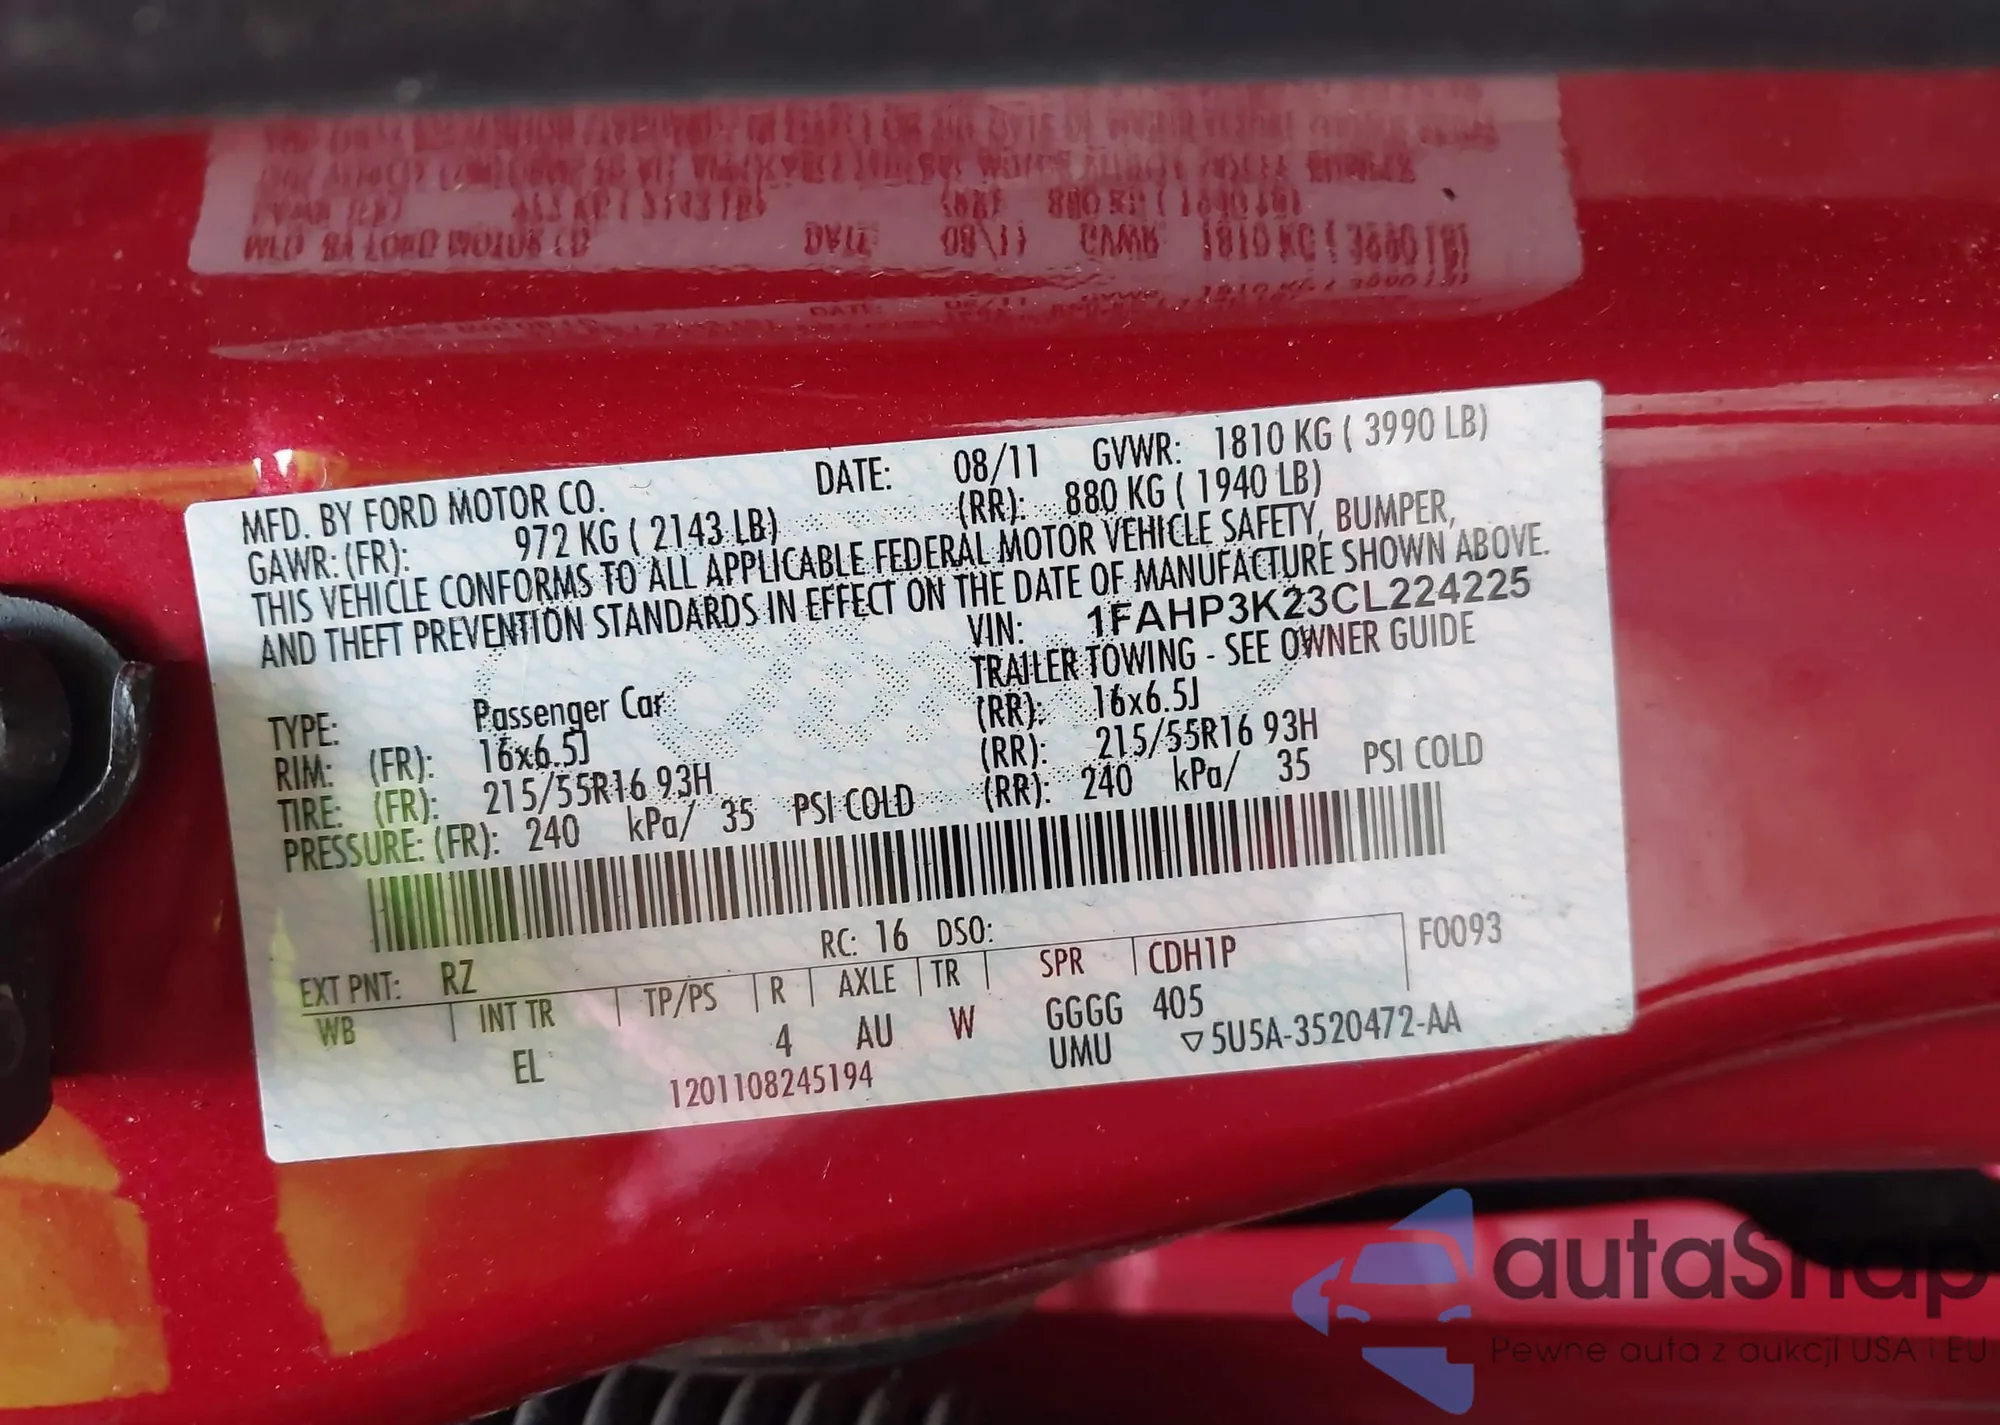 MFD. BY FORD MOTOR CO. DATE: 08/11 GVWR: 1810 KG ( 3990 LB)
GAWR: (FR): 972 KG ( 2143 LB) (RR): 880 KG ( 1940 LB)
THIS VEHICLE CONFORMS TO ALL APPLICABLE FEDERAL MOTOR VEHICLE SAFETY, BUMPER,
AND THEFT PREVENTION STANDARDS IN EFFECT ON THE DATE OF MANUFACTURE SHOWN ABOVE.
VIN: 1FAHP3K23CL224225
TYPE: Passenger Car TRAILER TOWING - SEE OWNER GUIDE
RIM: (FR): 16x6.5J (RR): 16x6.5J
TIRE: (FR): 215/55R16 93H (RR): 215/55R16 93H
PRESSURE: (FR): 240 kPa/ 35 PSI COLD (RR): 240 kPa/ 35 PSI COLD
RC: 16 DSO: F0093
EXT PNT: RZ
WB INT TR TP/PS R AXLE TR SPR CDH1P
EL 4 AU W GGGG 405
1201108245194 UMU ▽5U5A-3520472-AA
autaSnap
Pewne auta z aukcji USA i EU